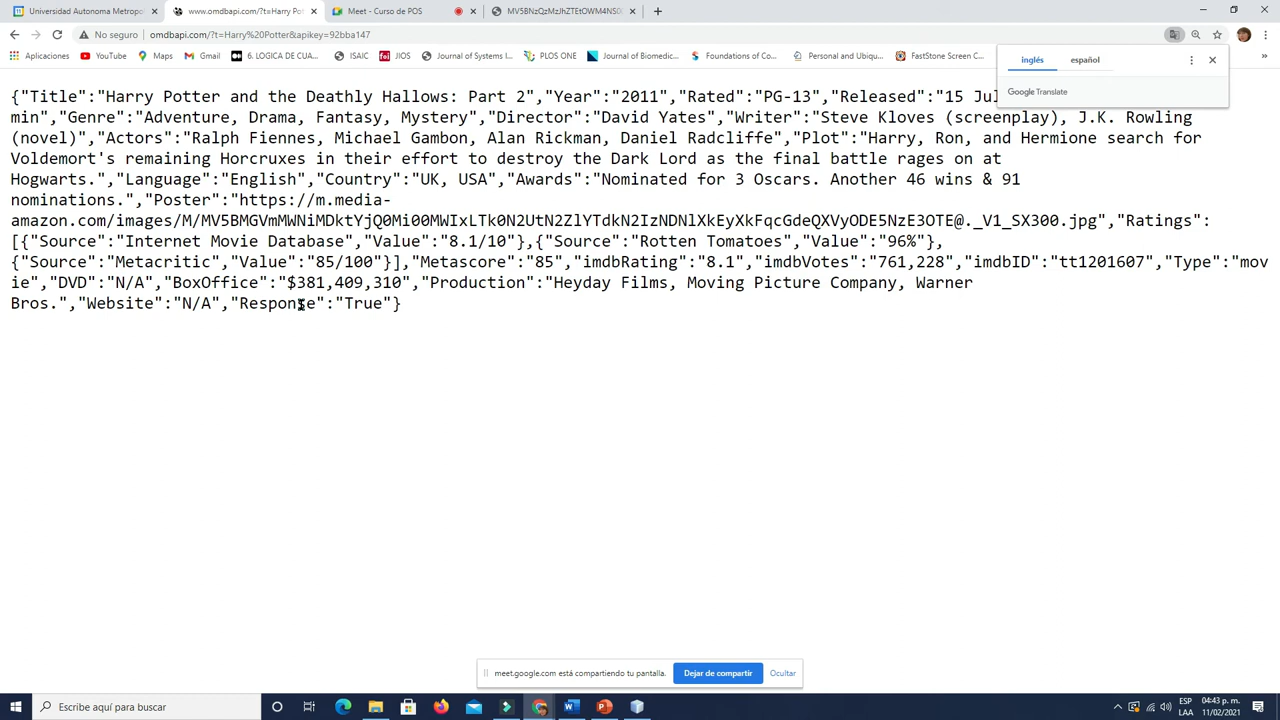 Universidad Autonoma Metropol
www.omdbapi.com/?t=Harry Pot
Meet - Curso de POS
No seguro
omdbapi.com/?t=Harry%20Potter&apikey=92bba147
Aplicaciones
YouTube
Maps
Gmail
6. LOGICA DE CUA...
ISAIC
JIOS
Journal of Systems I...
PLOS ONE
Journal of Biomedic...
Foundations of Co...
Personal and Ubiqu...
FastStone Screen C...
»
inglés
español
Google Translate
{"Title":"Harry Potter and the Deathly Hallows: Part 2","Year":"2011","Rated":"PG-13","Released":"15 Jul
min","Genre":"Adventure, Drama, Fantasy, Mystery","Director":"David Yates","Writer":"Steve Kloves (screenplay), J.K. Rowling
(novel)","Actors":"Ralph Fiennes, Michael Gambon, Alan Rickman, Daniel Radcliffe","Plot":"Harry, Ron, and Hermione search for
Voldemort's remaining Horcruxes in their effort to destroy the Dark Lord as the final battle rages on at
Hogwarts.","Language":"English","Country":"UK, USA","Awards":"Nominated for 3 Oscars. Another 46 wins & 91
nominations.","Poster":"https://m.media-
amazon.com/images/M/MV5BMGVmMWNiMDktYjQ0Mi00MWIxLTk0N2UtN2ZlYTdkN2IzNDNlXkEyXkFqcGdeQXVyODE5NzE3OTE@._V1_SX300.jpg","Ratings":
[{"Source":"Internet Movie Database","Value":"8.1/10"},{"Source":"Rotten Tomatoes","Value":"96%"},
{"Source":"Metacritic","Value":"85/100"}],"Metascore":"85","imdbRating":"8.1","imdbVotes":"761,228","imdbID":"tt1201607","Type":"mov
ie","DVD":"N/A","BoxOffice":"$381,409,310","Production":"Heyday Films, Moving Picture Company, Warner
Bros.","Website":"N/A","Response":"True"}
meet.google.com está compartiendo tu pantalla.
Dejar de compartir
Ocultar
Escribe aquí para buscar
ESP
LAA
04:43 p. m.
11/02/2021